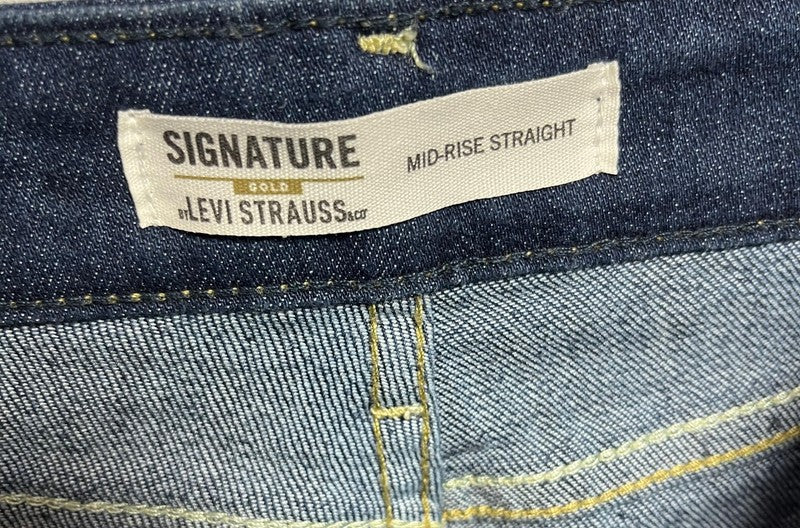 SIGNATURE
GOLD
BY LEVI STRAUSS & CO
MID-RISE STRAIGHT